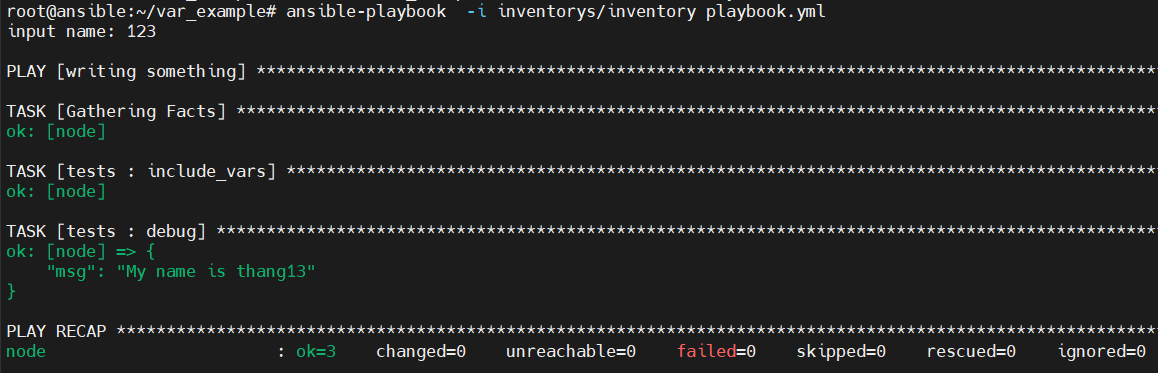 root@ansible:~/var_example# ansible-playbook -i inventorys/inventory playbook.yml
input name: 123
PLAY [writing something] ******************************************************************************************
TASK [Gathering Facts] ********************************************************************************************
ok: [node]
TASK [tests : include_vars] ***************************************************************************************
ok: [node]
TASK [tests : debug] **********************************************************************************************
ok: [node] => {
    "msg": "My name is thang13"
}
PLAY RECAP ********************************************************************************************************
node                       : ok=3    changed=0    unreachable=0    failed=0    skipped=0    rescued=0    ignored=0